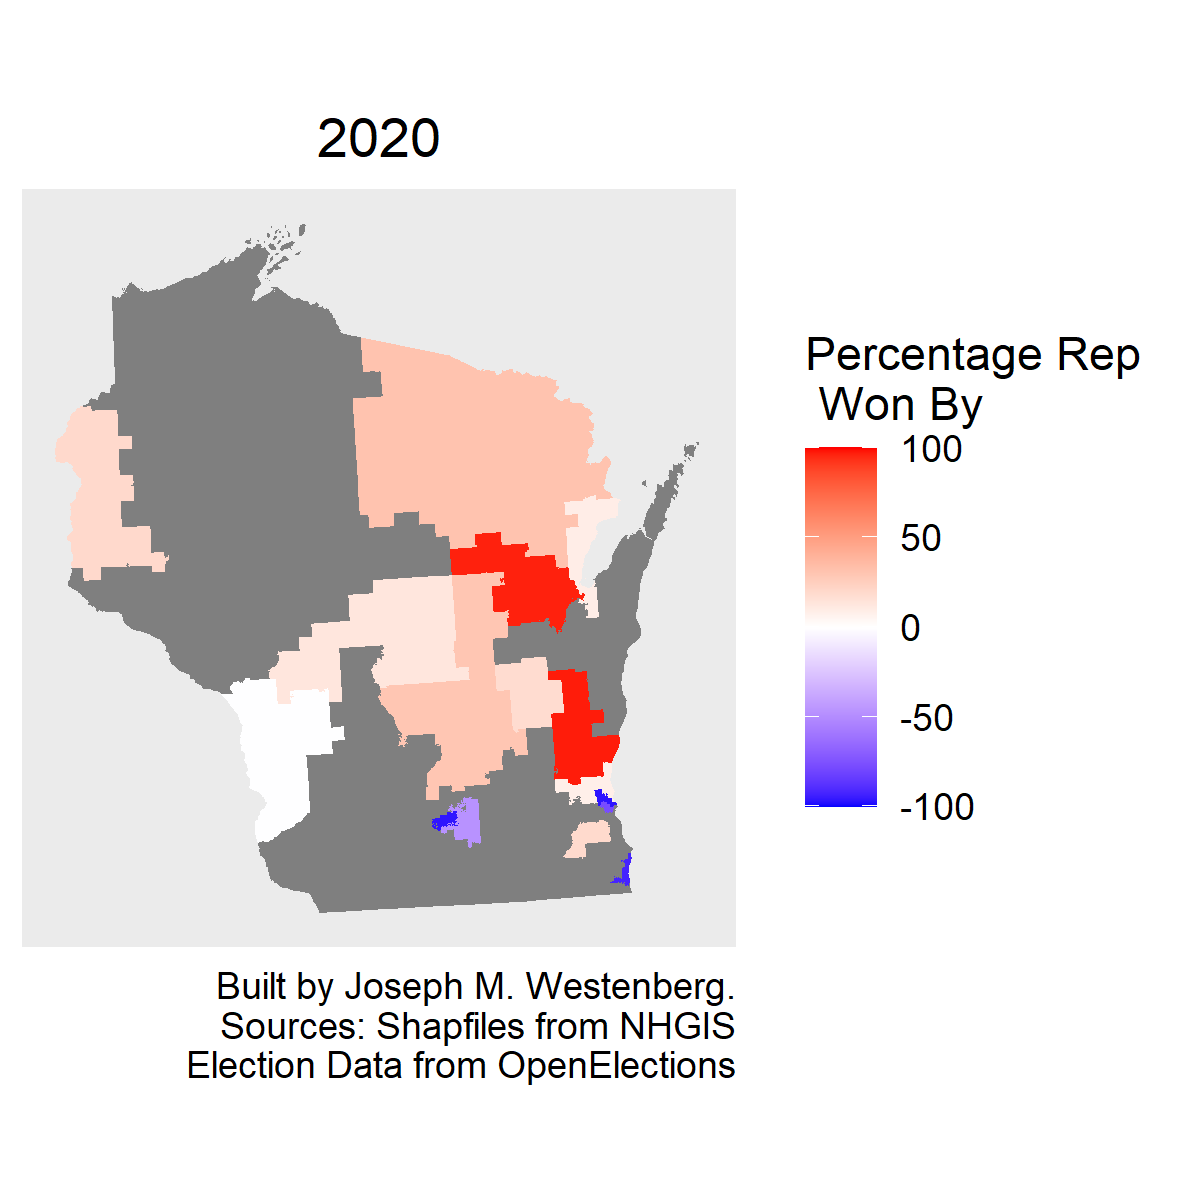 2020
Percentage Rep
Won By
100
50
0
-50
-100
Built by Joseph M. Westenberg.
Sources: Shapfiles from NHGIS
Election Data from OpenElections